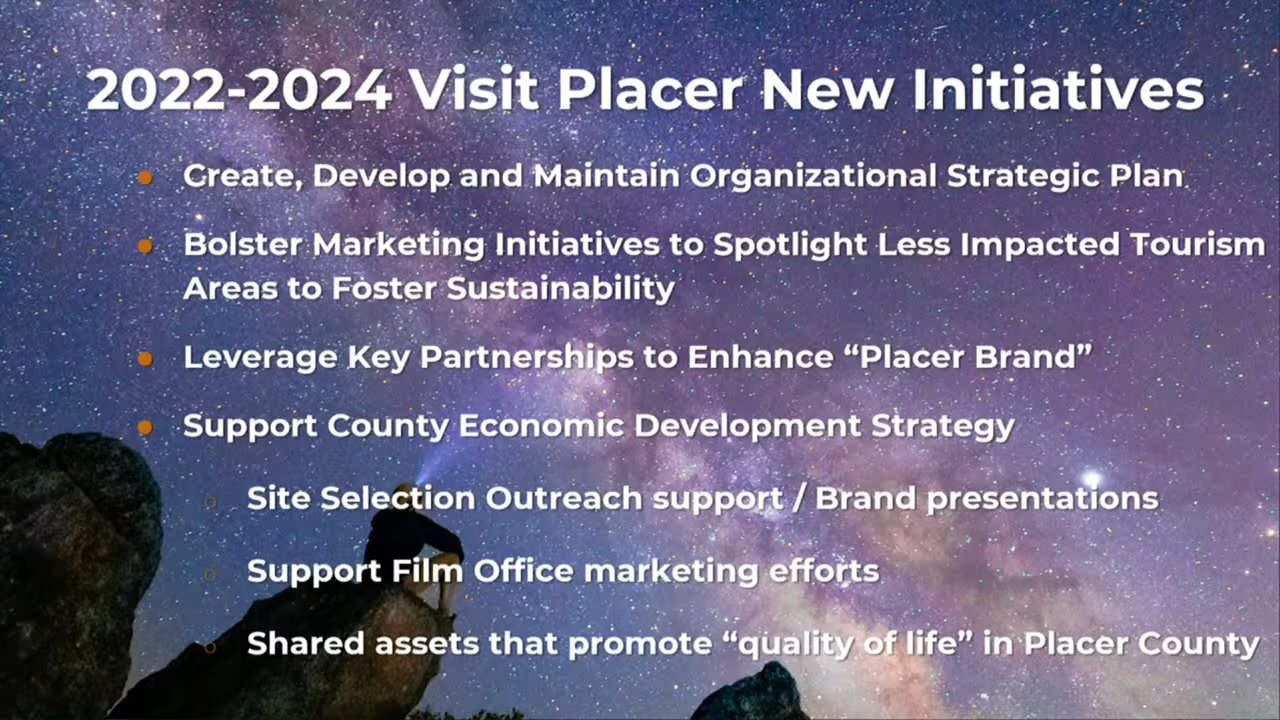 2022-2024 Visit Placer New Initiatives
Create, Develop and Maintain Organizational Strategic Plan
Bolster Marketing Initiatives to Spotlight Less Impacted Tourism
Areas to Foster Sustainability
Leverage Key Partnerships to Enhance “Placer Brand”
Support County Economic Development Strategy
Site Selection Outreach support / Brand presentations
Support Film Office marketing efforts
Shared assets that promote “quality of life” in Placer County